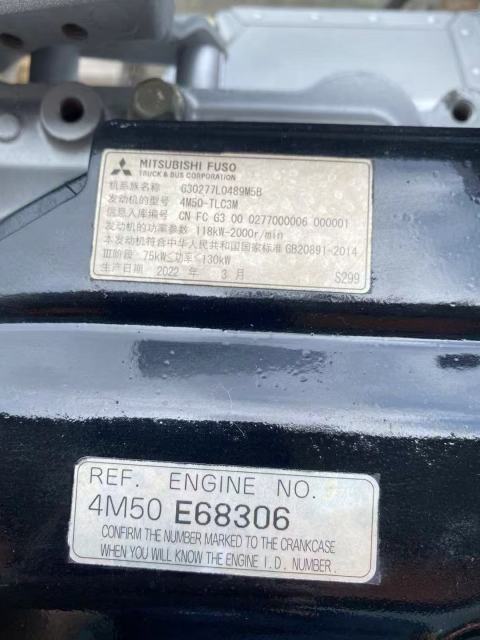 MITSUBISHI FUSO
TRUCK & BUS CORPORATION
机系族名称 G30277L0489M5B
发动机的型号 4M50-TLC3M
信息入库编号 CN FC G3 00 0277000006 000001
发动机的功率参数 118kW-2000r/min
本发动机符合中华人民共和国国家标准 GB20891-2014
III阶段 75kW≤功率≤130kW
生产日期 2022 年 3 月 S299
REF. ENGINE NO.
4M50 E68306
CONFIRM THE NUMBER MARKED TO THE CRANKCASE
WHEN YOU WILL KNOW THE ENGINE I.D. NUMBER.